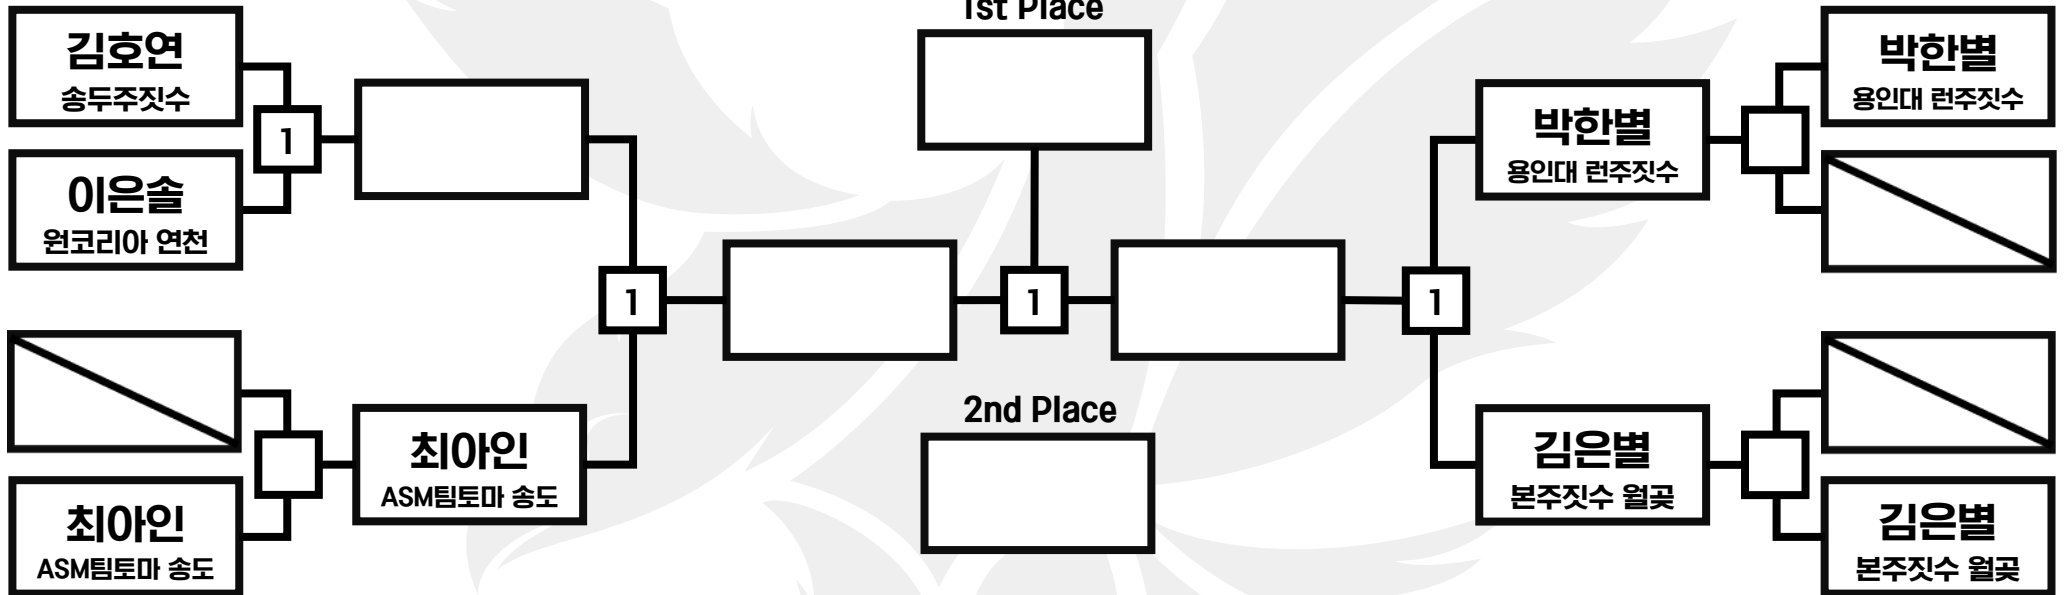 김호연
송두주짓수
1
이은솔
원코리아 연천
최아인
ASM팀토마 송도
최아인
ASM팀토마 송도
1
1st Place
1
2nd Place
1
박한별
용인대 런주짓수
박한별
용인대 런주짓수
김은별
본주짓수 월곶
김은별
본주짓수 월곶